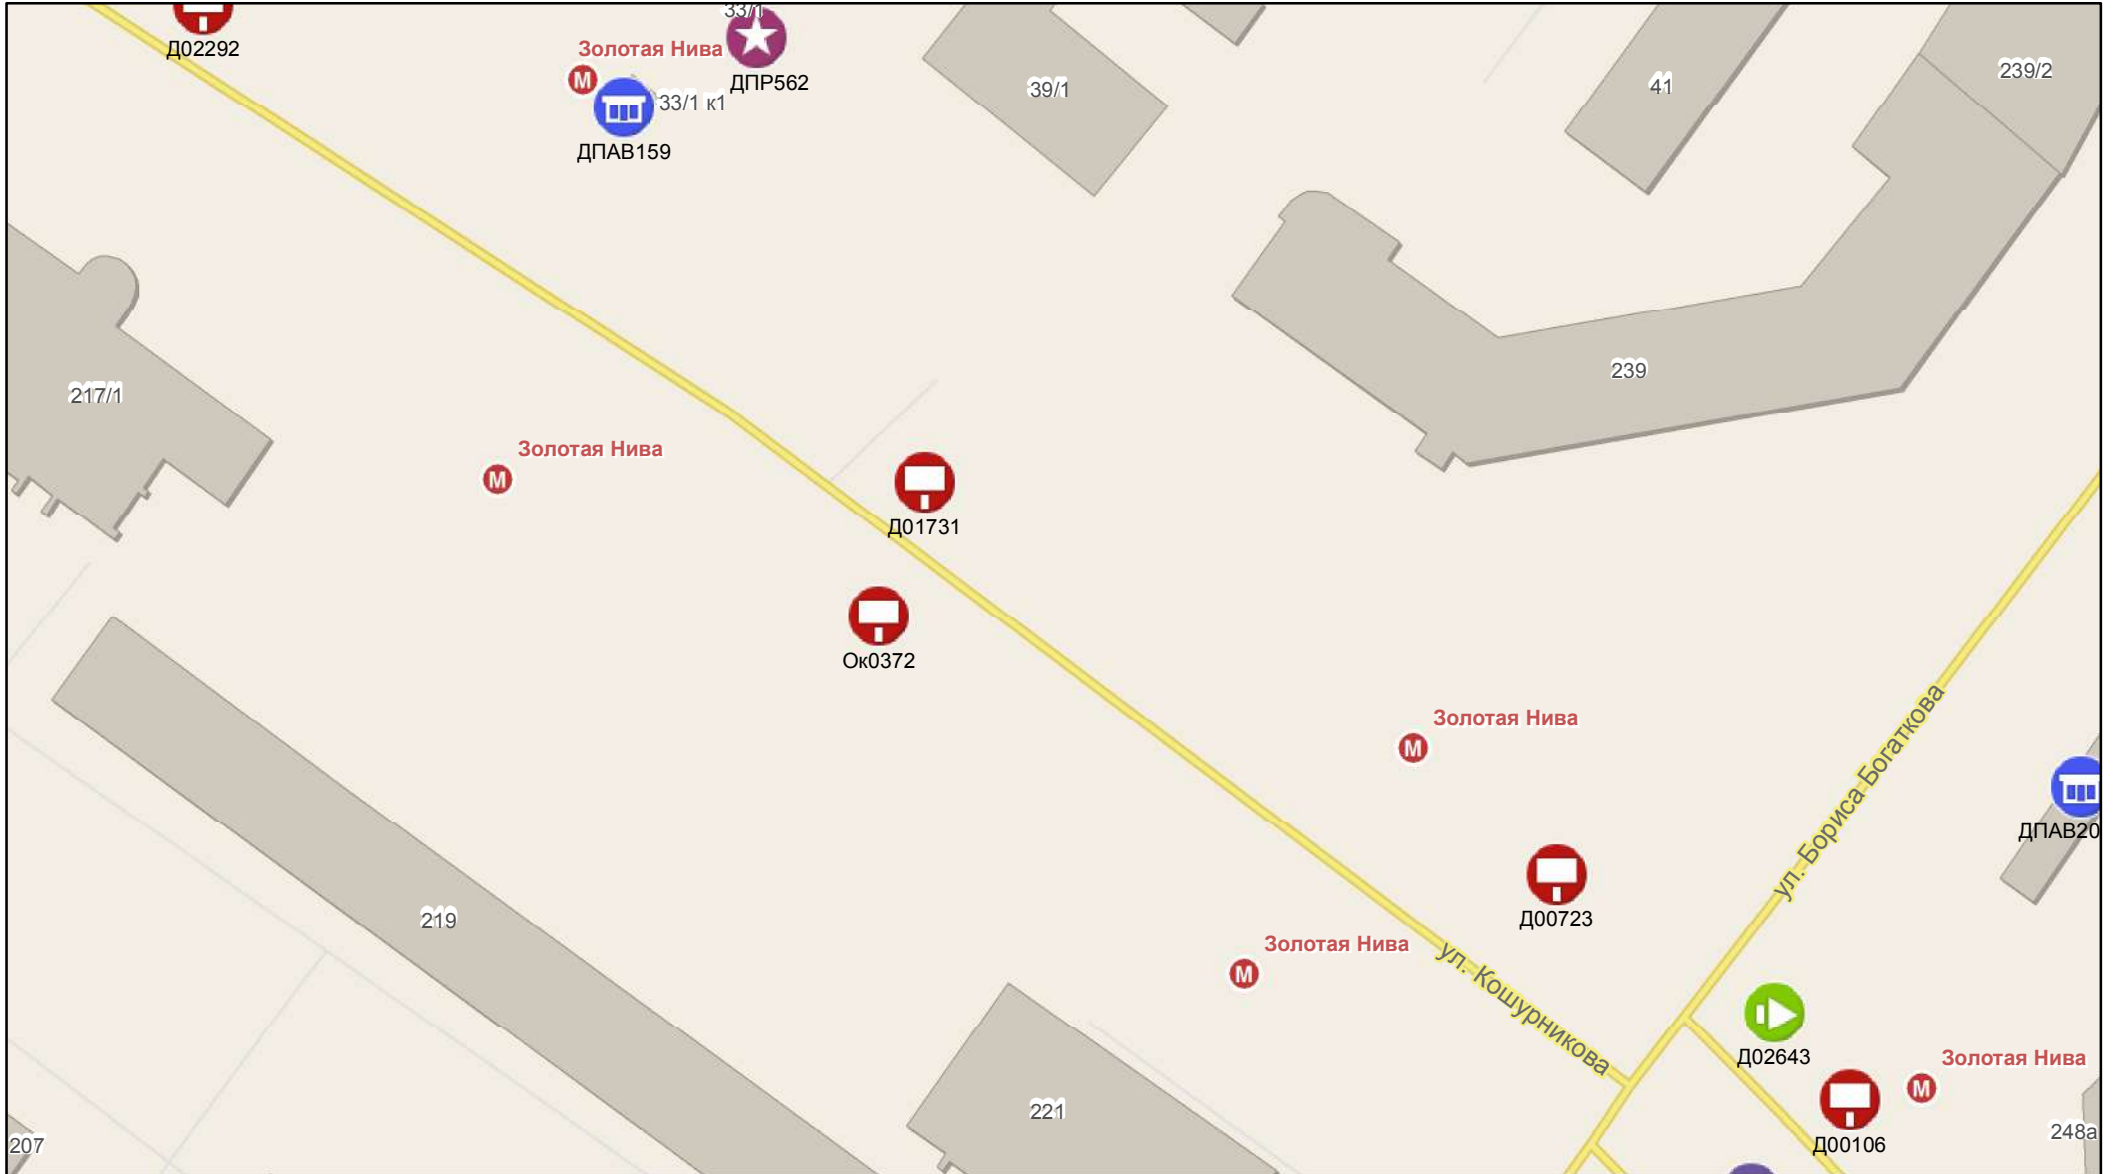 33/1
Д02292
Золотая Нива
М
ДПР562
33/1 к1
ДПАВ159
39/1
41
239/2
217/1
239
Золотая Нива
М
Д01731
Ок0372
Золотая Нива
М
ул. Бориса Богаткова
ДПАВ20
219
Д00723
Золотая Нива
М
ул. Кошурникова
Д02643
Золотая Нива
М
221
207
Д00106
248а